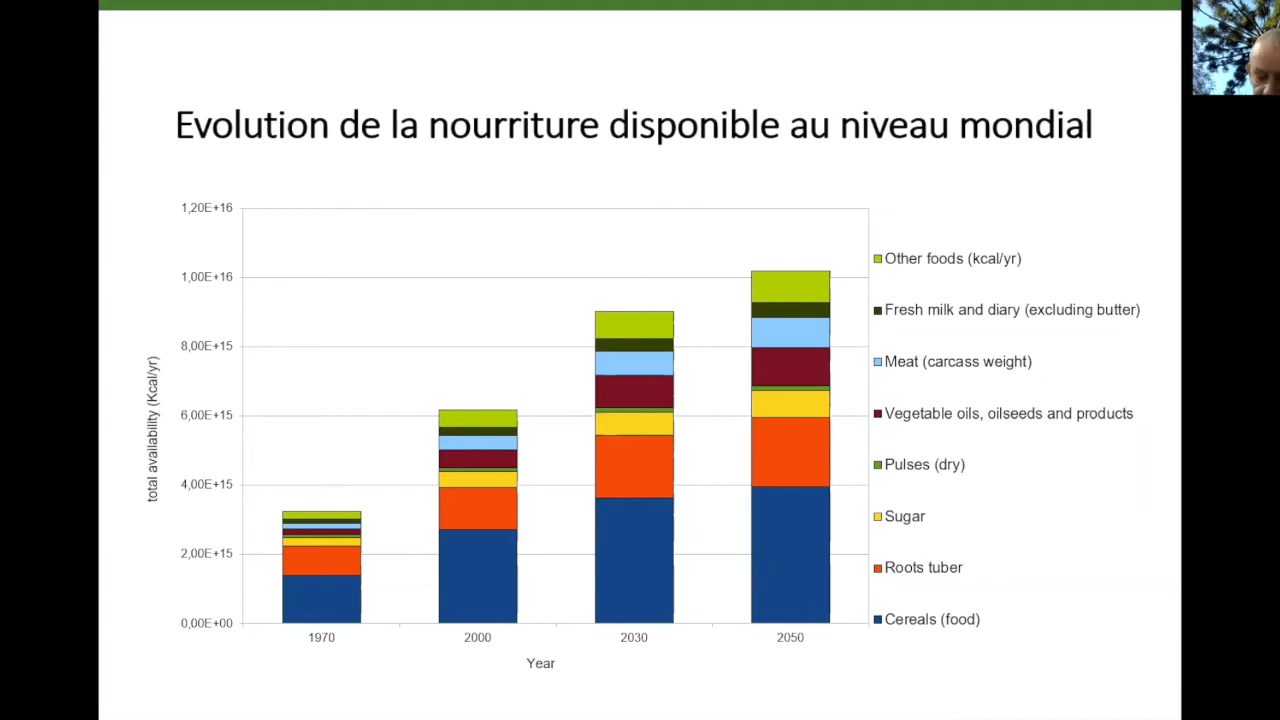 Evolution de la nourriture disponible au niveau mondial
1,20E+16
1,00E+16
8,00E+15
6,00E+15
4,00E+15
2,00E+15
0,00E+00
total availability (Kcal/yr)
1970
2000
2030
2050
Year
Other foods (kcal/yr)
Fresh milk and diary (excluding butter)
Meat (carcass weight)
Vegetable oils, oilseeds and products
Pulses (dry)
Sugar
Roots tuber
Cereals (food)